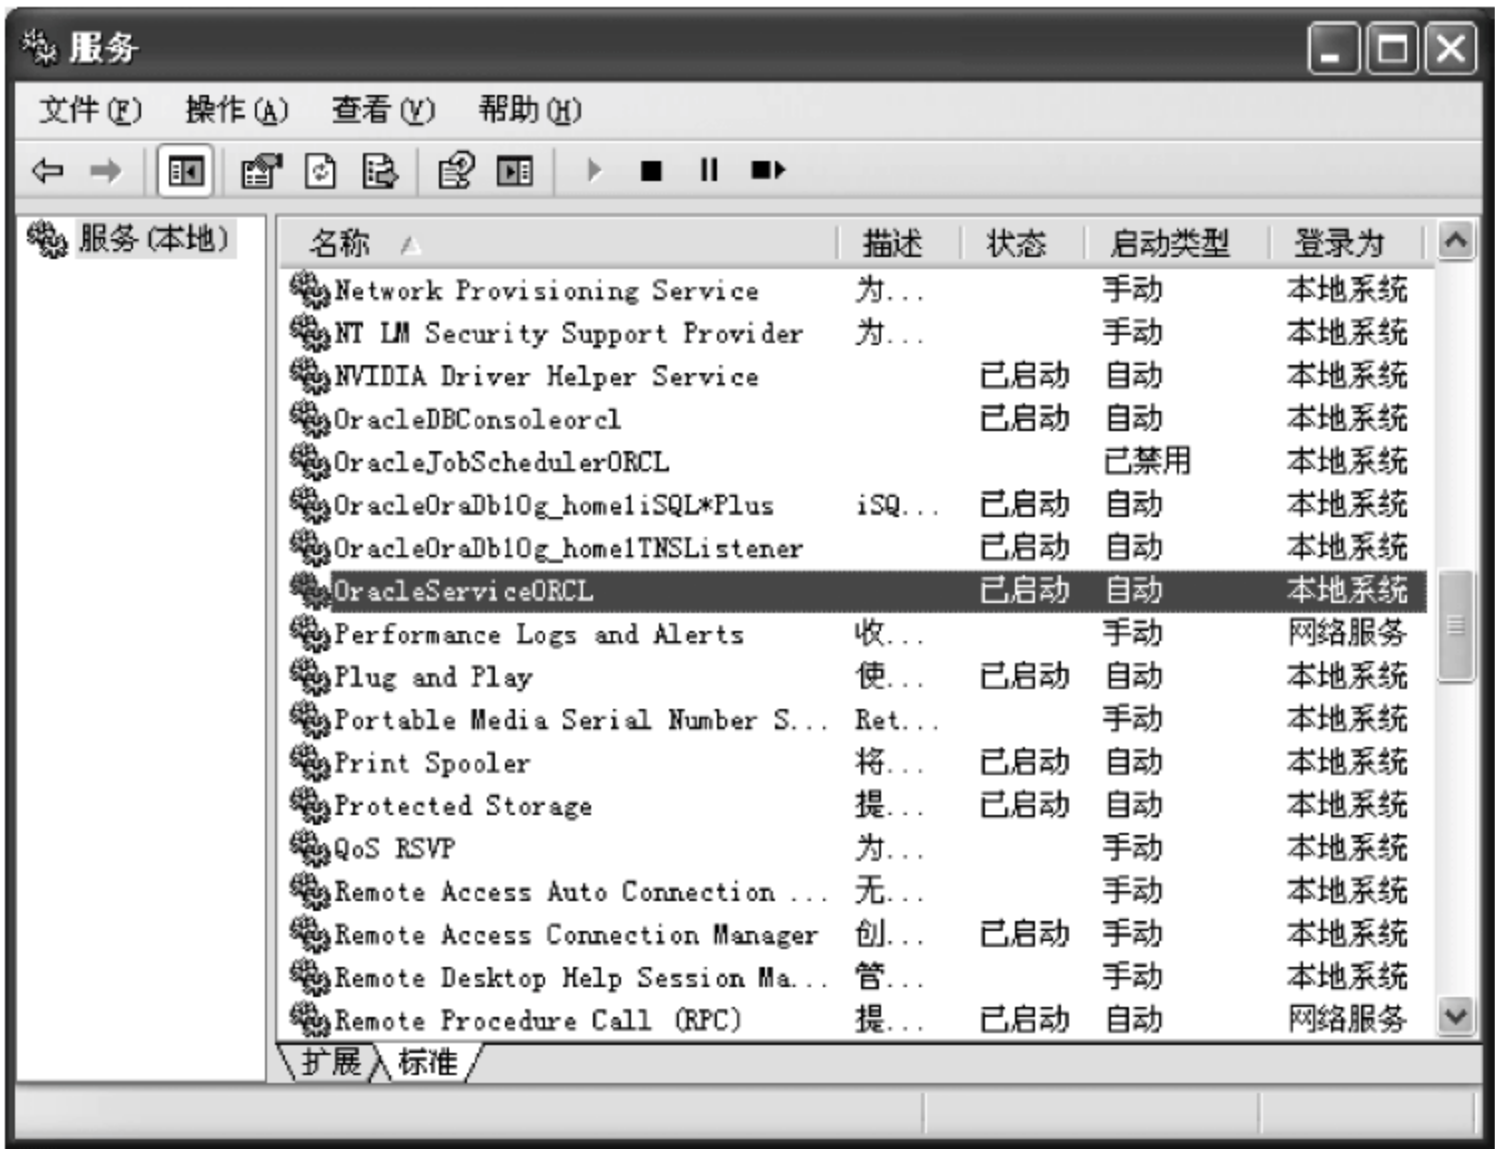 服务
文件(F) 操作(A) 查看(V) 帮助(H)
服务(本地)
名称 描述 状态 启动类型 登录为
Network Provisioning Service 为... 手动 本地系统
NT LM Security Support Provider 为... 手动 本地系统
NVIDIA Driver Helper Service 已启动 自动 本地系统
OracleDBConsoleorcl 已启动 自动 本地系统
OracleJobSchedulerORCL 已禁用 本地系统
OracleOraDb10g_home1iSQL*Plus iSQ... 已启动 自动 本地系统
OracleOraDb10g_home1TNSListener 已启动 自动 本地系统
OracleServiceORCL 已启动 自动 本地系统
Performance Logs and Alerts 收... 手动 网络服务
Plug and Play 使... 已启动 自动 本地系统
Portable Media Serial Number S... Ret... 手动 本地系统
Print Spooler 将... 已启动 自动 本地系统
Protected Storage 提... 已启动 自动 本地系统
QoS RSVP 为... 手动 本地系统
Remote Access Auto Connection ... 无... 手动 本地系统
Remote Access Connection Manager 创... 已启动 手动 本地系统
Remote Desktop Help Session Ma... 管... 手动 本地系统
Remote Procedure Call (RPC) 提... 已启动 自动 网络服务
扩展 标准